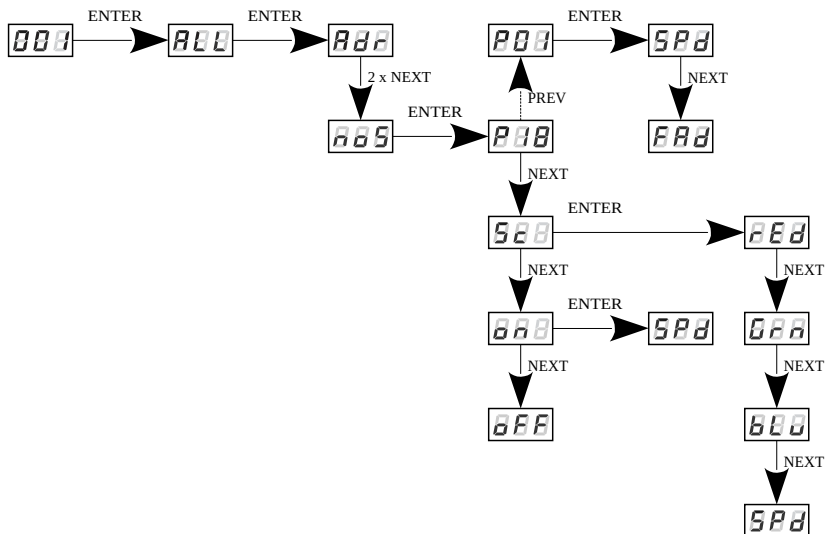 ENTER ENTER ENTER
001 ALL Adr P01 SPd
2 x NEXT PREV NEXT
ENTER
noS P18 FAd
NEXT
ENTER
Sc rEd
NEXT NEXT
ENTER
on SPd Grn
NEXT NEXT
oFF bLu
NEXT
SPd